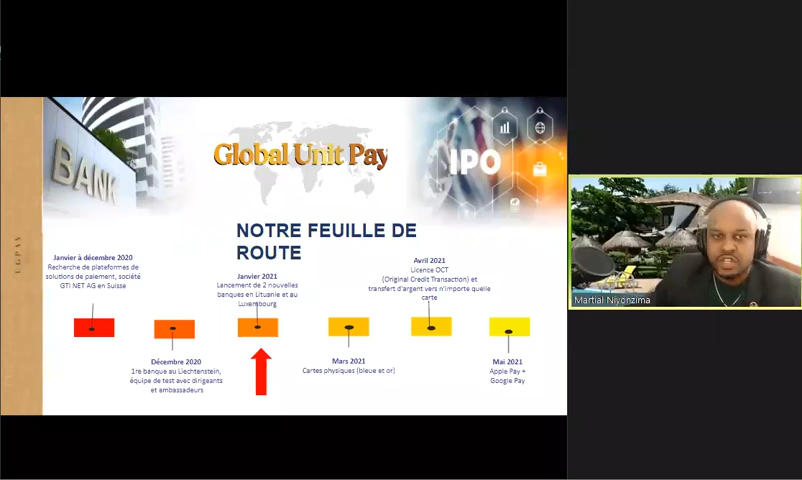 BANK
Global Unit Pay
IPO
UGPAY
NOTRE FEUILLE DE
ROUTE
Janvier à décembre 2020
Recherche de plateformes de
solutions de paiement, société
GTI NET AG en Suisse
Décembre 2020
1re banque au Liechtenstein,
équipe de test avec dirigeants
et ambassadeurs
Janvier 2021
Lancement de 2 nouvelles
banques en Lituanie et au
Luxembourg
Mars 2021
Cartes physiques (bleue et or)
Avril 2021
Licence OCT
(Original Credit Transaction) et
transfert d'argent vers n'importe quelle
carte
Mai 2021
Apple Pay +
Google Pay
Martial Niyonzima